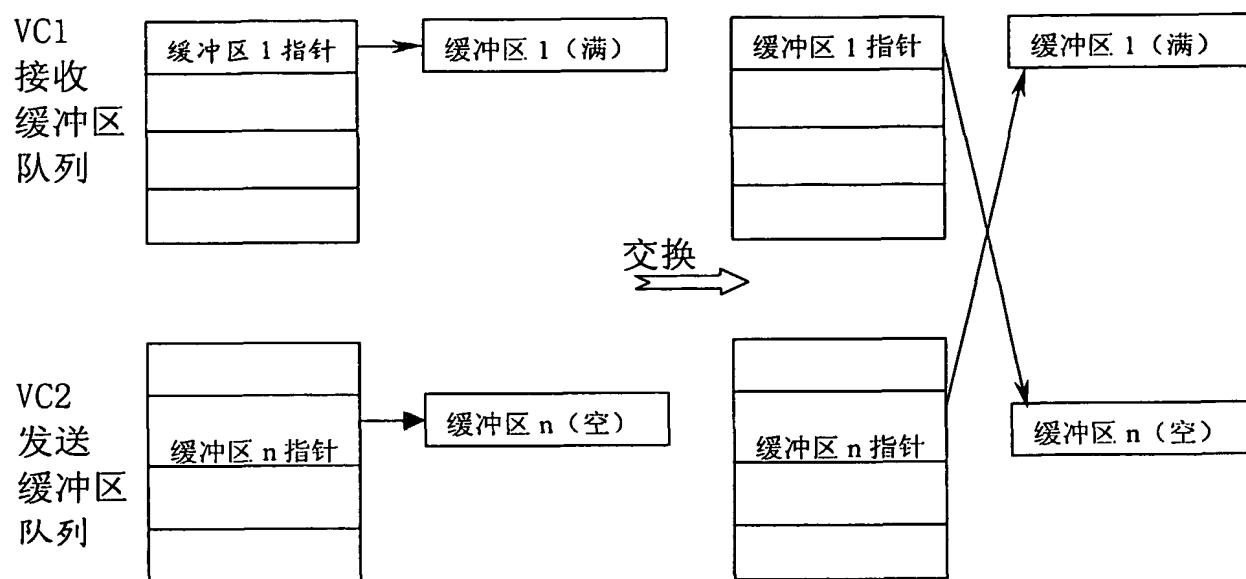 VC1
接收
缓冲区
队列
缓冲区 1 指针
缓冲区 1（满）
缓冲区 1 指针
缓冲区 1（满）
交换
VC2
发送
缓冲区
队列
缓冲区 n 指针
缓冲区 n（空）
缓冲区 n 指针
缓冲区 n（空）